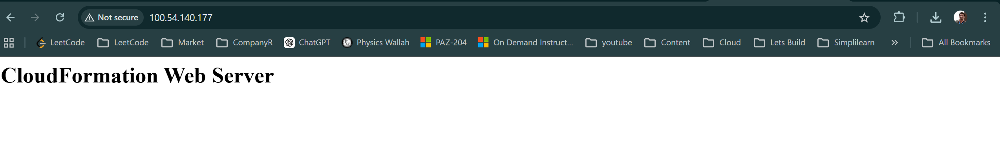 Not secure 100.54.140.177
LeetCode LeetCode Market CompanyR ChatGPT Physics Wallah PAZ-204 On Demand Instruct... youtube Content Cloud Lets Build Simplilearn » All Bookmarks
CloudFormation Web Server